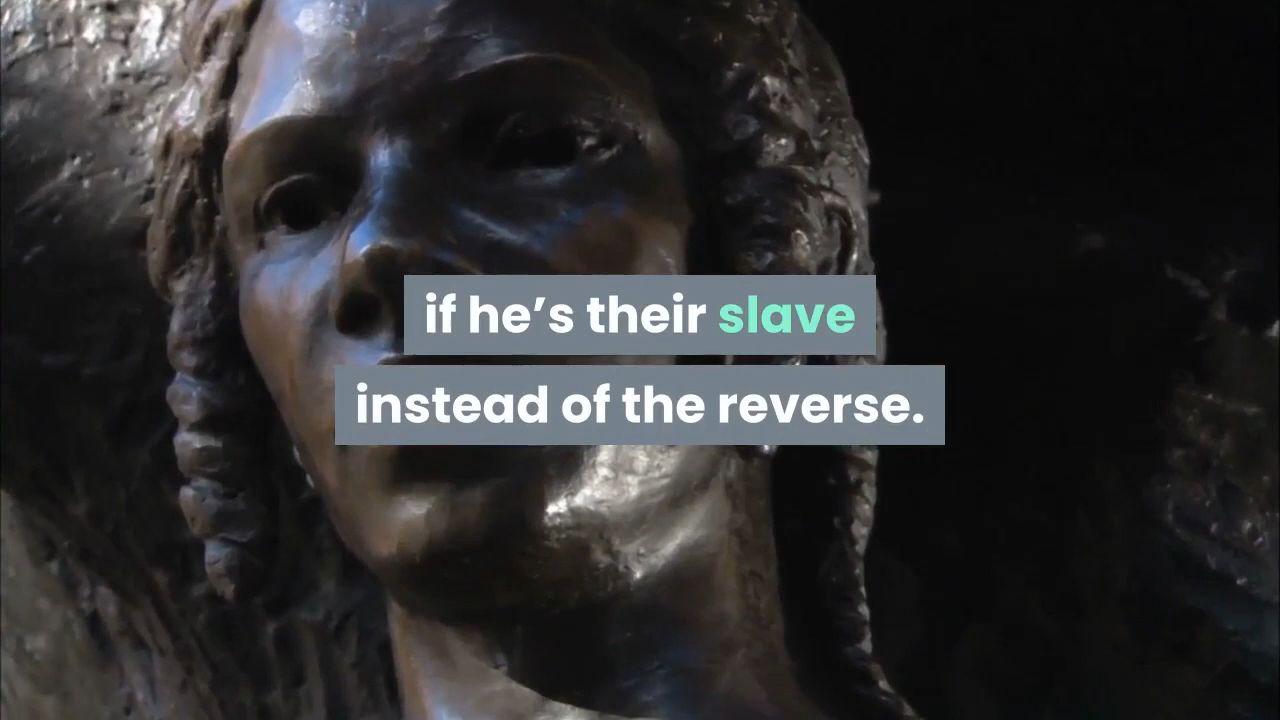 if he’s their slave
instead of the reverse.